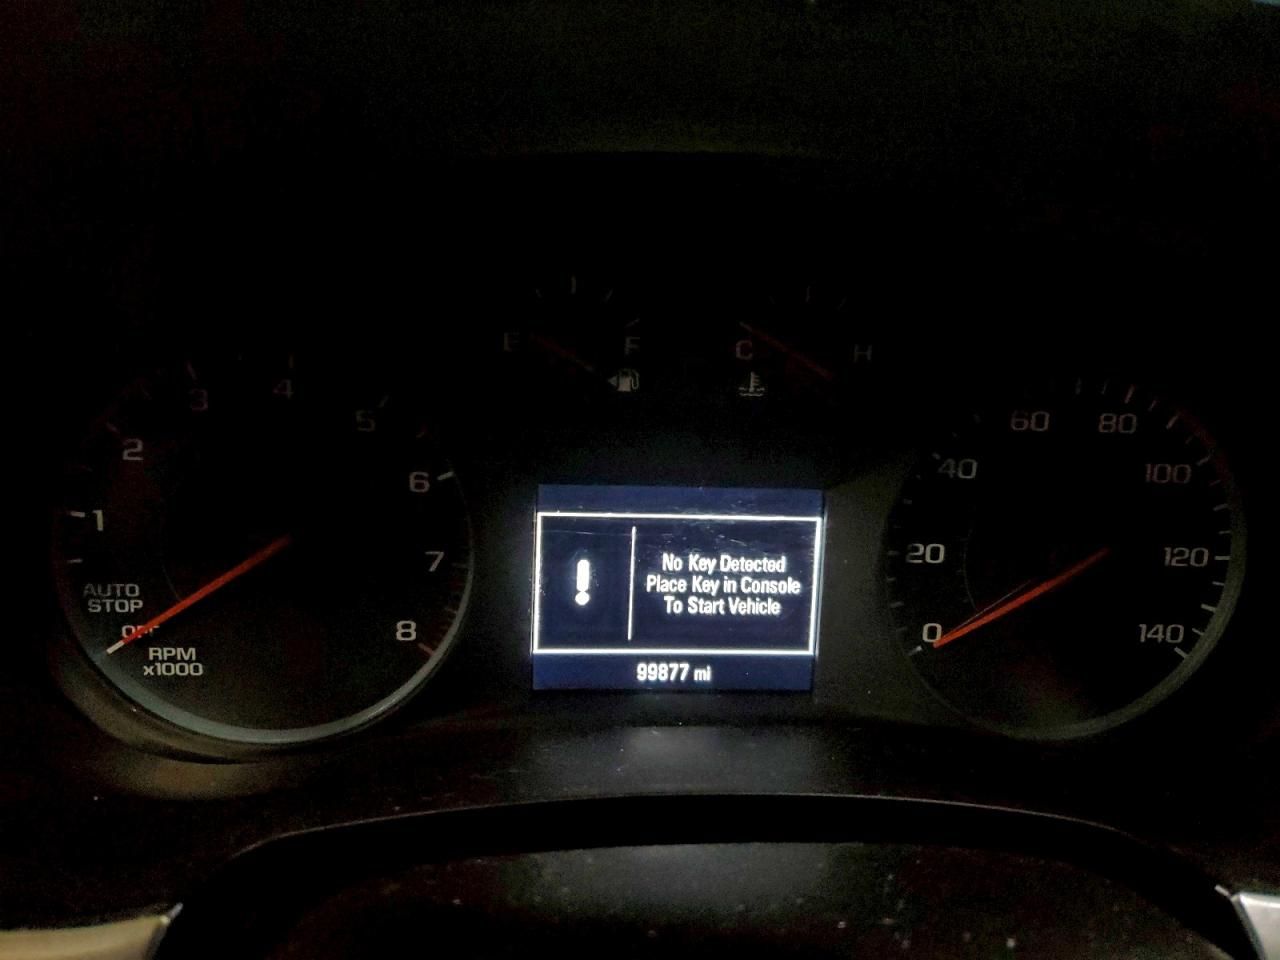 E F
C H
1
2
3
4
5
6
7
8
AUTO
STOP
OFF
RPM
x1000
No Key Detected
Place Key in Console
To Start Vehicle
99877 mi
0
20
40
60
80
100
120
140